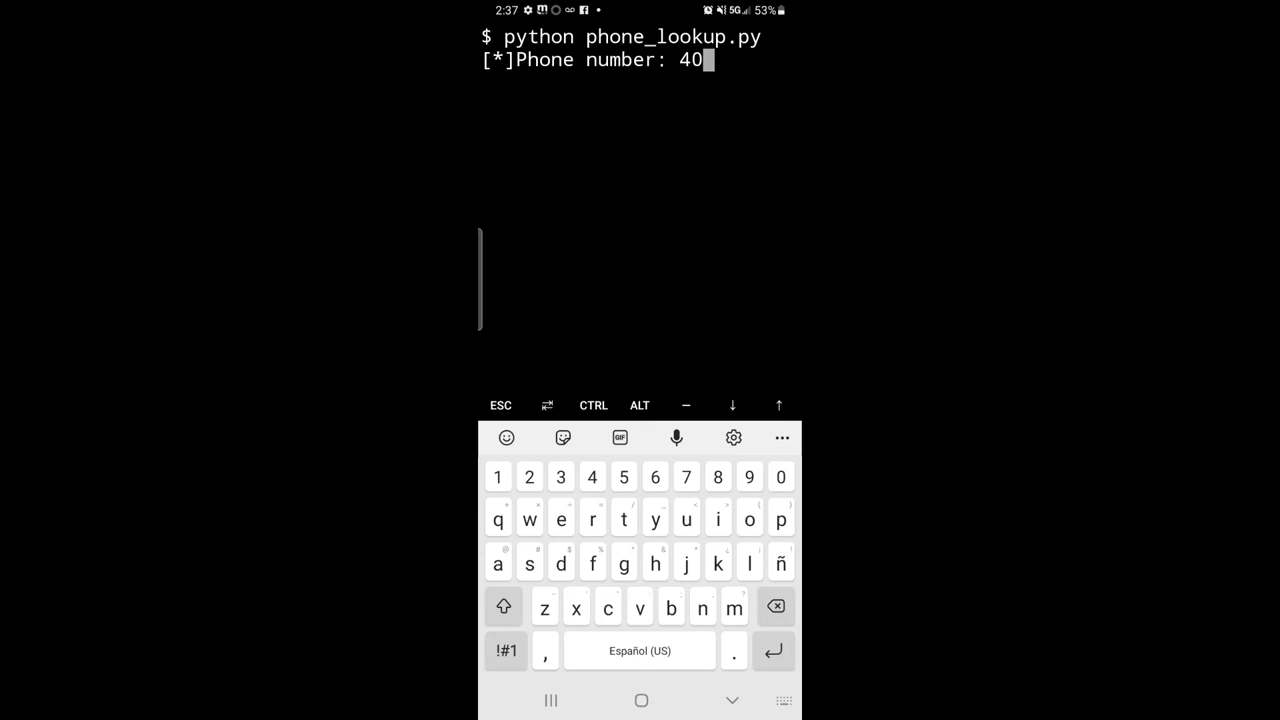 2:37 5G 53%
$ python phone_lookup.py
[*]Phone number: 40
ESC CTRL ALT – ↓ ↑
GIF
1 2 3 4 5 6 7 8 9 0
q w e r t y u i o p
a s d f g h j k l ñ
z x c v b n m
!#1 , Español (US) .